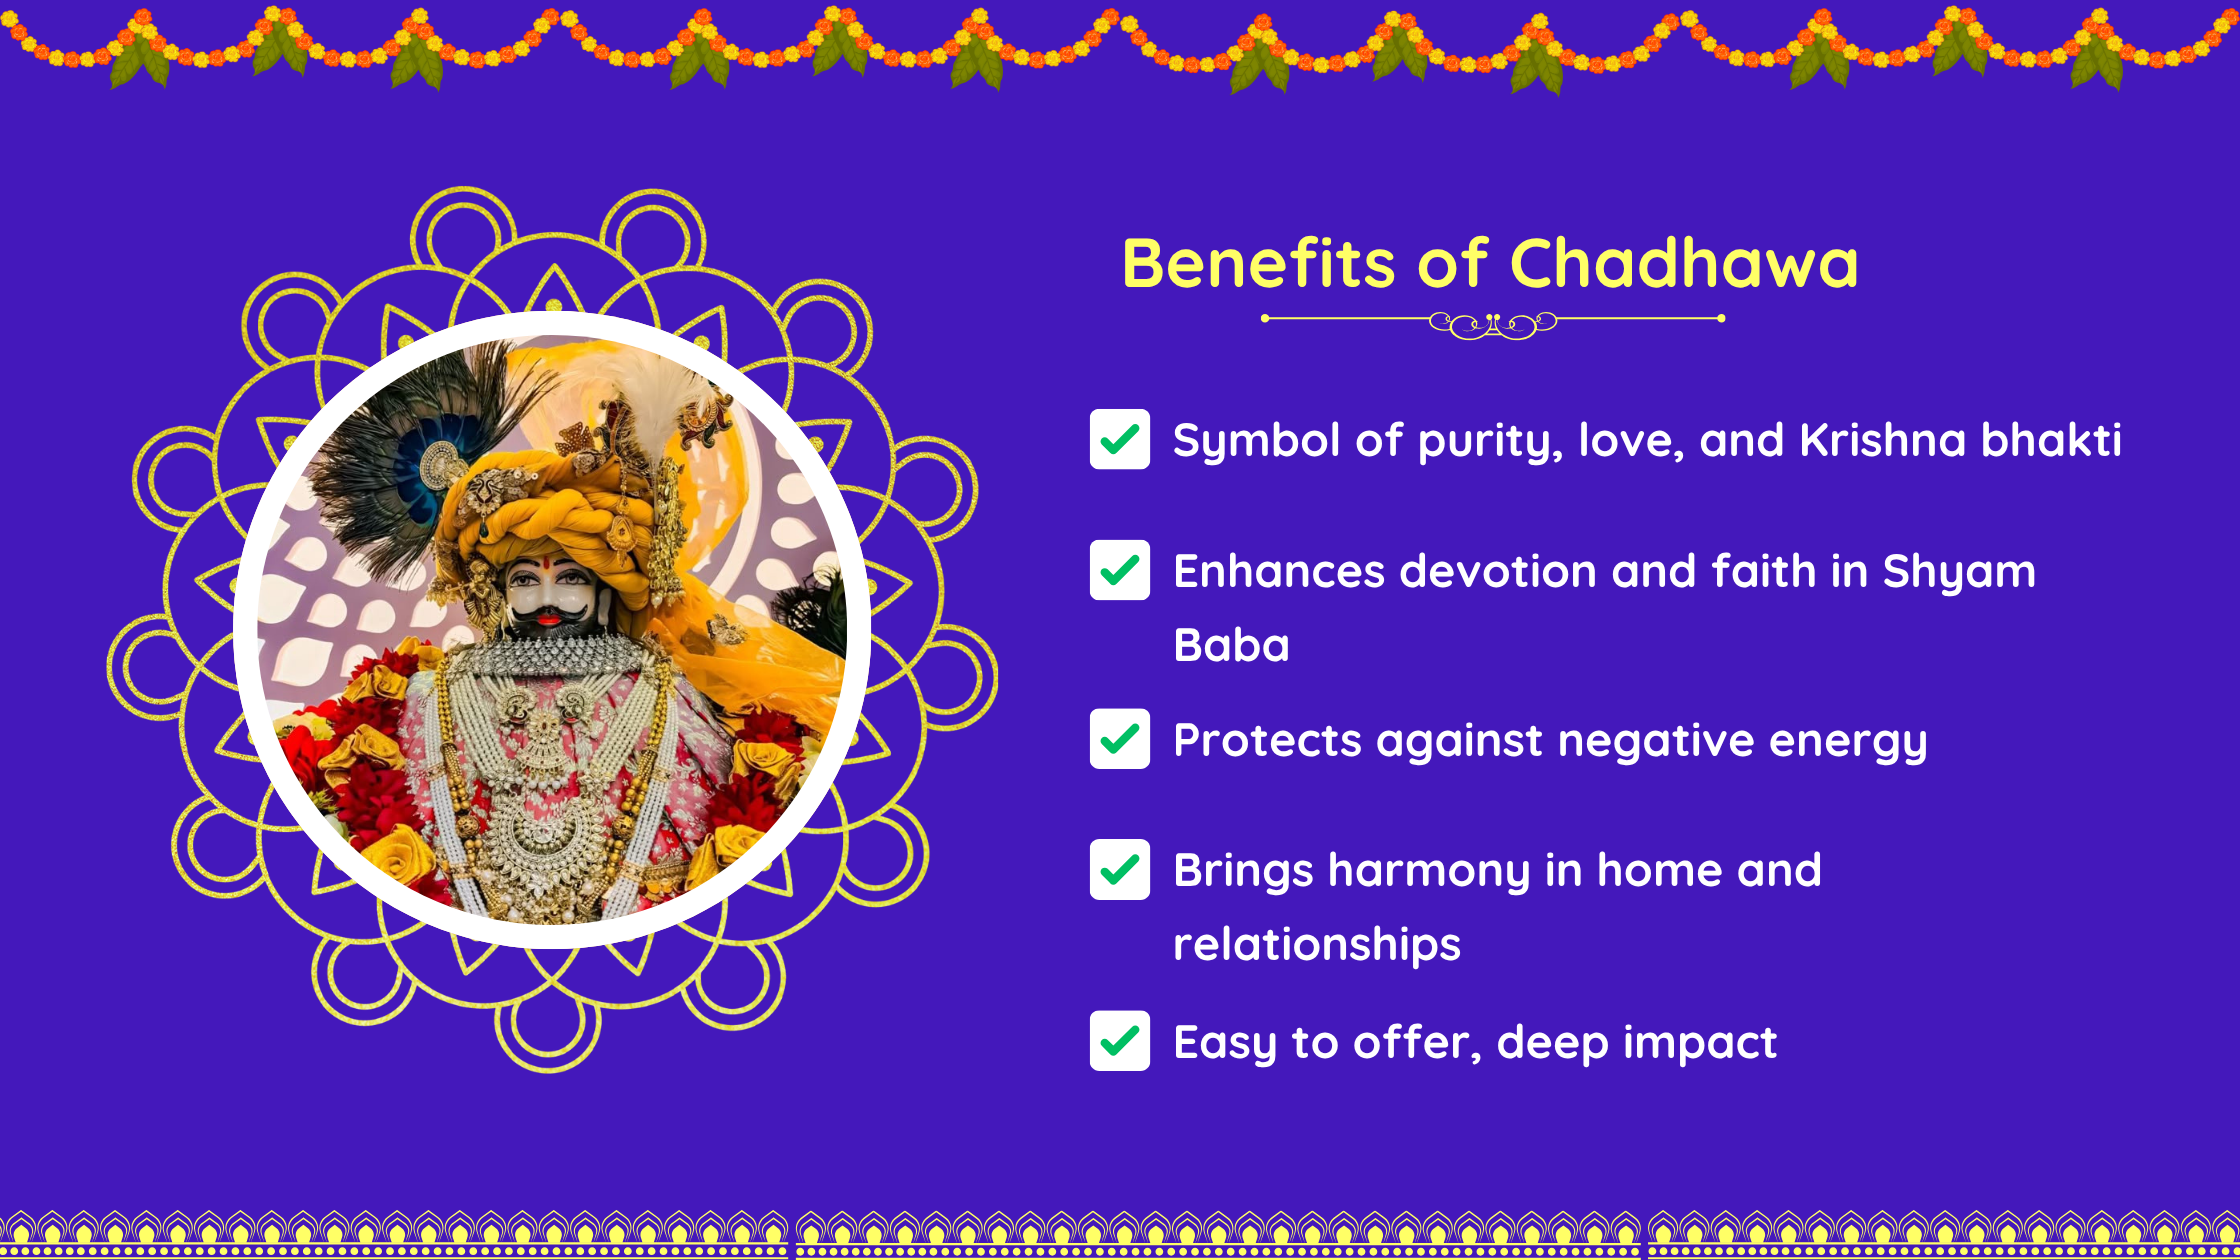 Benefits of Chadhawa
Symbol of purity, love, and Krishna bhakti
Enhances devotion and faith in Shyam
Baba
Protects against negative energy
Brings harmony in home and
relationships
Easy to offer, deep impact